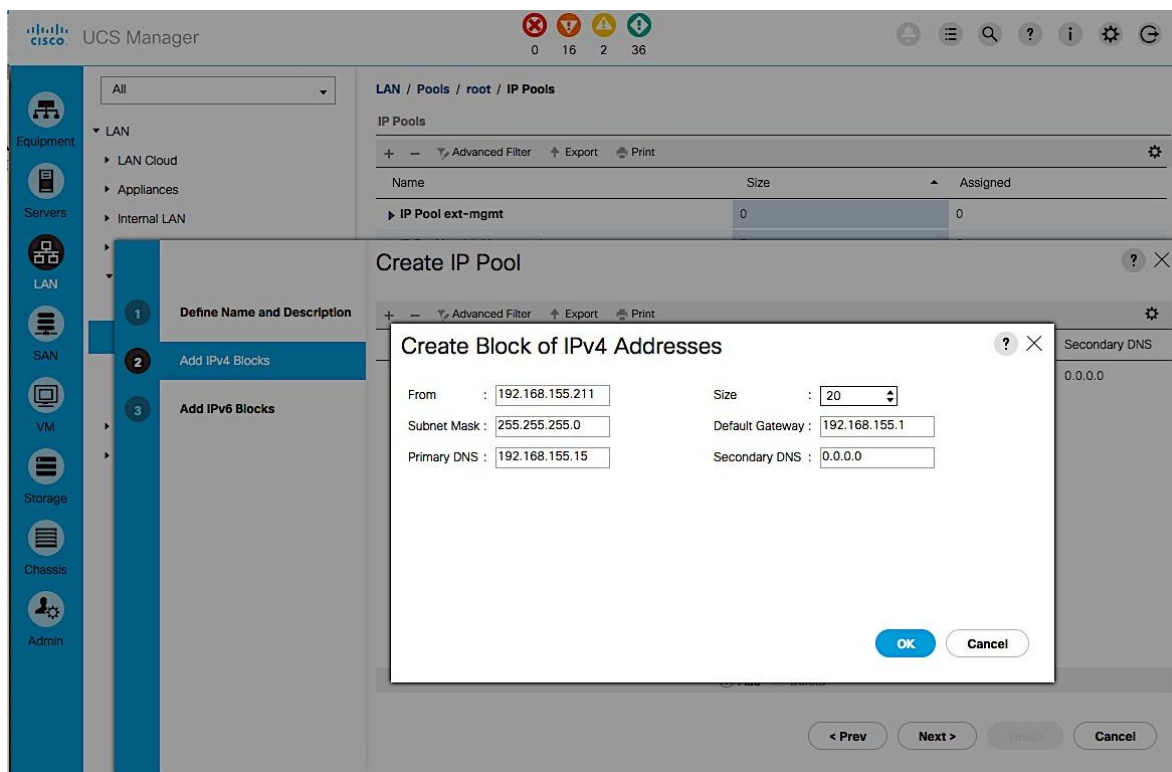 CISCO UCS Manager
0 16 2 36
Equipment
Servers
LAN
SAN
VM
Storage
Chassis
Admin
All
LAN
LAN Cloud
Appliances
Internal LAN
LAN / Pools / root / IP Pools
IP Pools
+ − Advanced Filter Export Print
Name Size Assigned
IP Pool ext-mgmt 0 0
Create IP Pool
1 Define Name and Description
2 Add IPv4 Blocks
3 Add IPv6 Blocks
+ − Advanced Filter Export Print
Secondary DNS
0.0.0.0
Create Block of IPv4 Addresses
From : 192.168.155.211 Size : 20
Subnet Mask : 255.255.255.0 Default Gateway : 192.168.155.1
Primary DNS : 192.168.155.15 Secondary DNS : 0.0.0.0
OK Cancel
< Prev Next > Finish Cancel